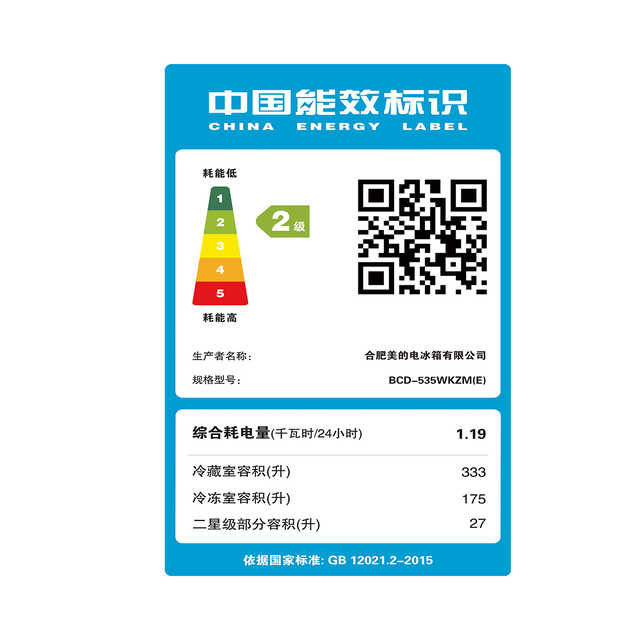 中国能效标识
CHINA ENERGY LABEL
耗能低
1
2
2级
3
4
5
耗能高
生产者名称: 合肥美的电冰箱有限公司
规格型号: BCD-535WKZM(E)
综合耗电量(千瓦时/24小时) 1.19
冷藏室容积(升) 333
冷冻室容积(升) 175
二星级部分容积(升) 27
依据国家标准: GB 12021.2-2015